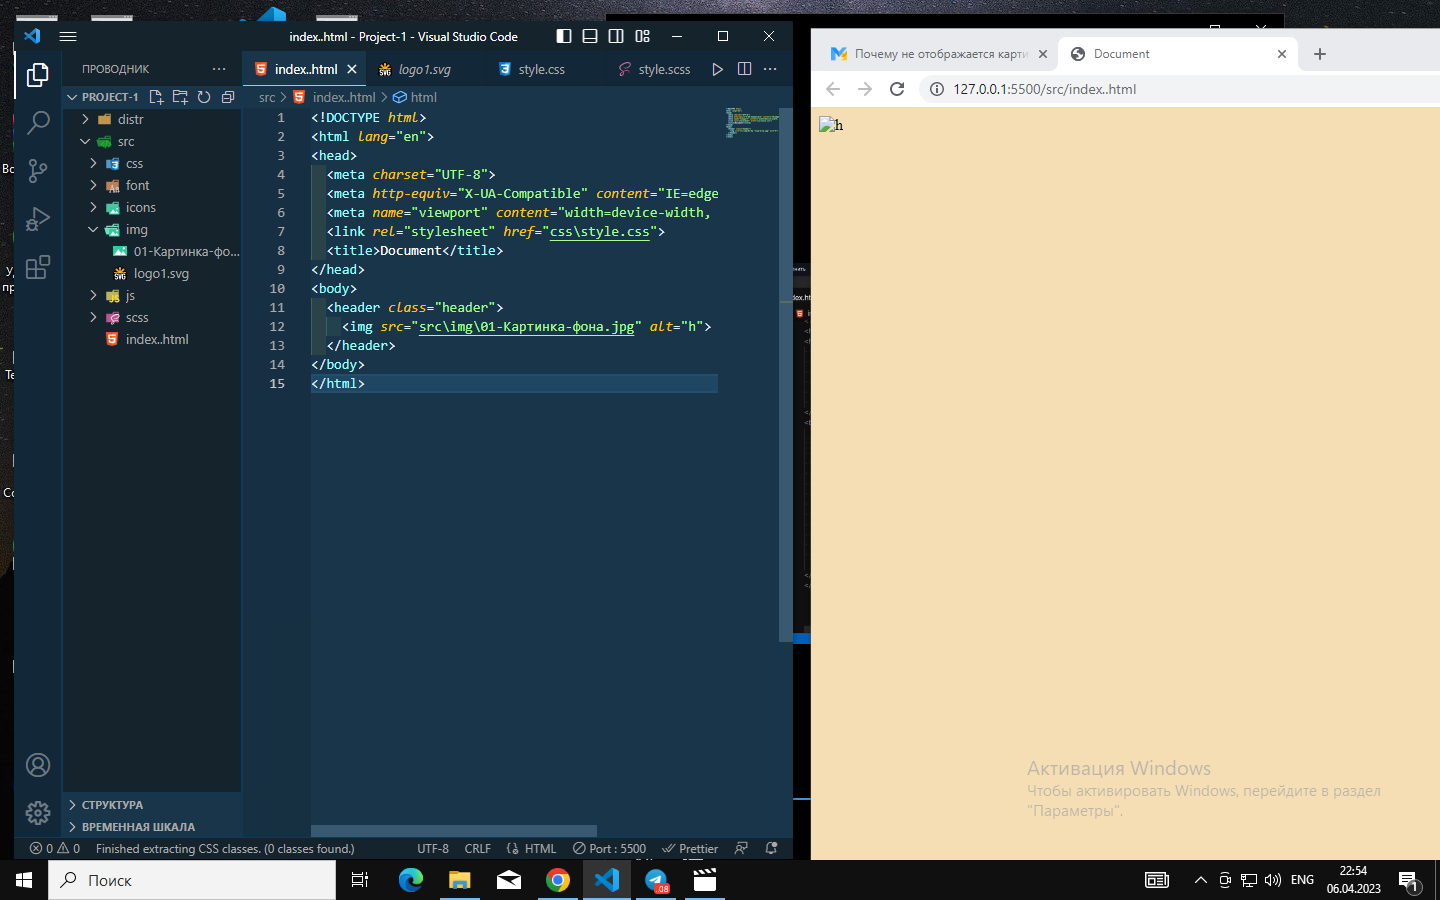 index..html - Project-1 - Visual Studio Code
ПРОВОДНИК
index..html
logo1.svg
style.css
style.scss
PROJECT-1
src
index..html
html
distr
src
css
font
icons
img
01-Картинка-фо...
logo1.svg
js
scss
index..html
1 <!DOCTYPE html>
2 <html lang="en">
3 <head>
4 <meta charset="UTF-8">
5 <meta http-equiv="X-UA-Compatible" content="IE=edge
6 <meta name="viewport" content="width=device-width,
7 <link rel="stylesheet" href="css\style.css">
8 <title>Document</title>
9 </head>
10 <body>
11 <header class="header">
12 <img src="src\img\01-Картинка-фона.jpg" alt="h">
13 </header>
14 </body>
15 </html>
СТРУКТУРА
ВРЕМЕННАЯ ШКАЛА
0 0 Finished extracting CSS classes. (0 classes found.) UTF-8 CRLF HTML Port : 5500 Prettier
Почему не отображается карти
Document
127.0.0.1:5500/src/index..html
h
Активация Windows
Чтобы активировать Windows, перейдите в раздел
"Параметры".
Поиск
.08
ENG
22:54
06.04.2023
1